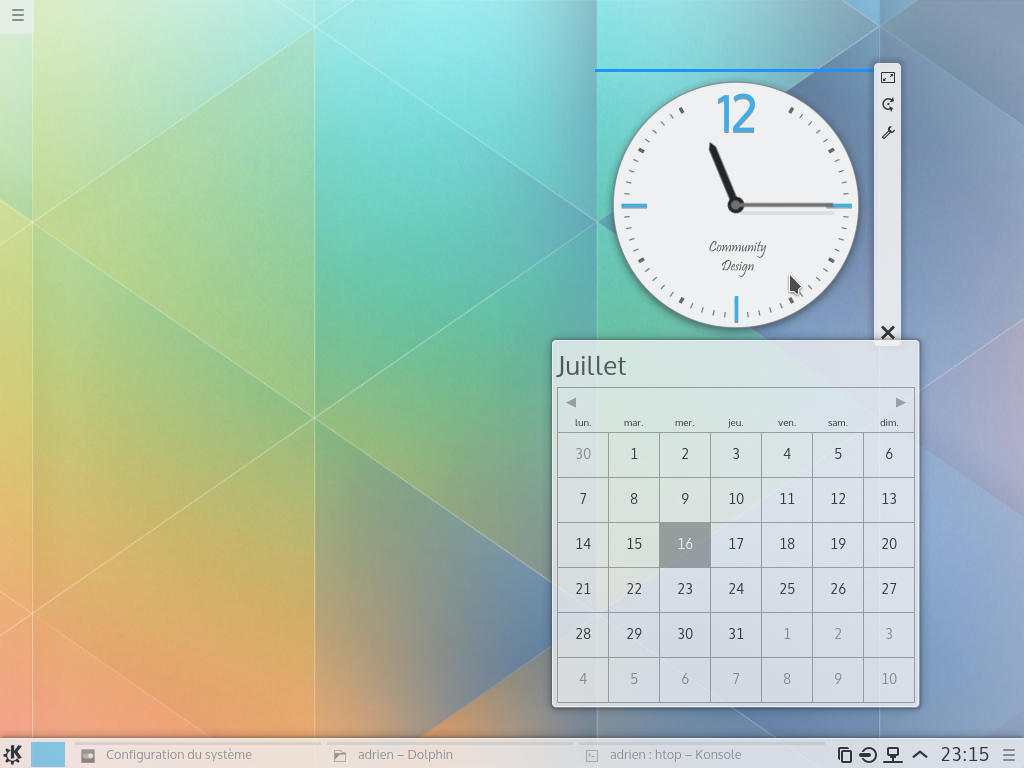 12
Community
Design
Juillet
lun. mar. mer. jeu. ven. sam. dim.
30 1 2 3 4 5 6
7 8 9 10 11 12 13
14 15 16 17 18 19 20
21 22 23 24 25 26 27
28 29 30 31 1 2 3
4 5 6 7 8 9 10
Configuration du système adrien – Dolphin adrien : htop – Konsole 23:15